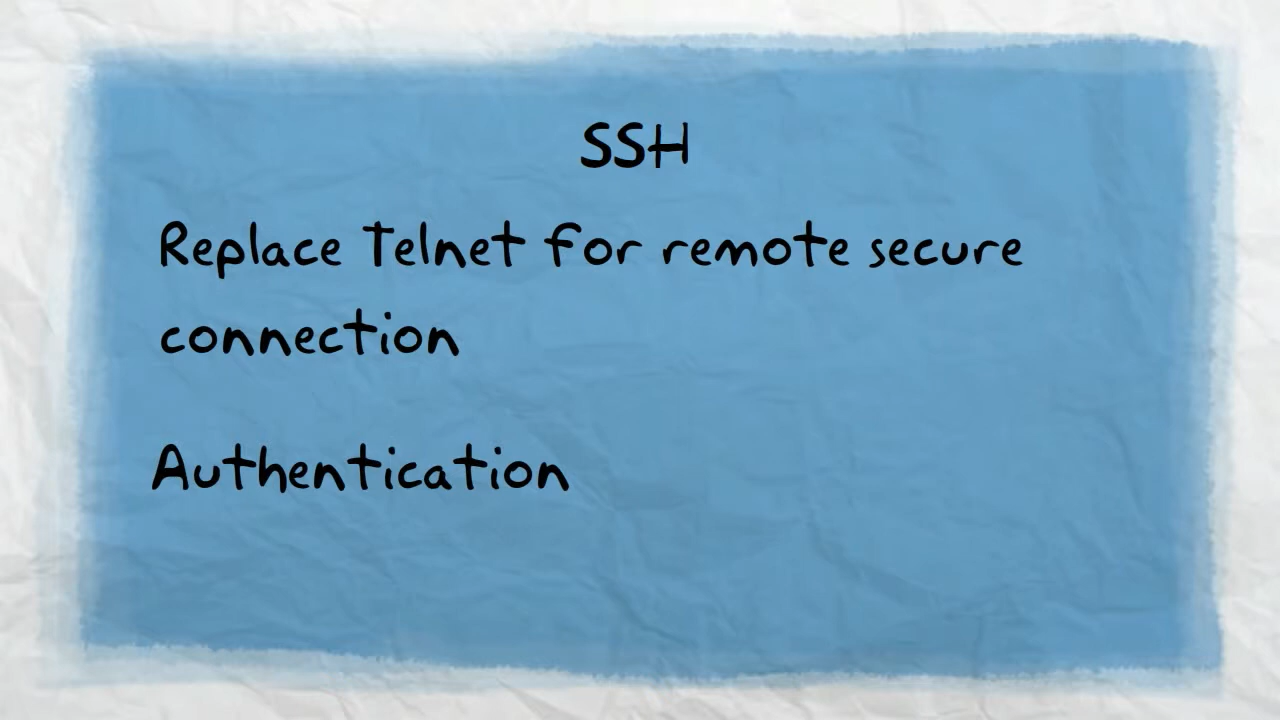 SSH
Replace Telnet for remote secure
connection
Authentication